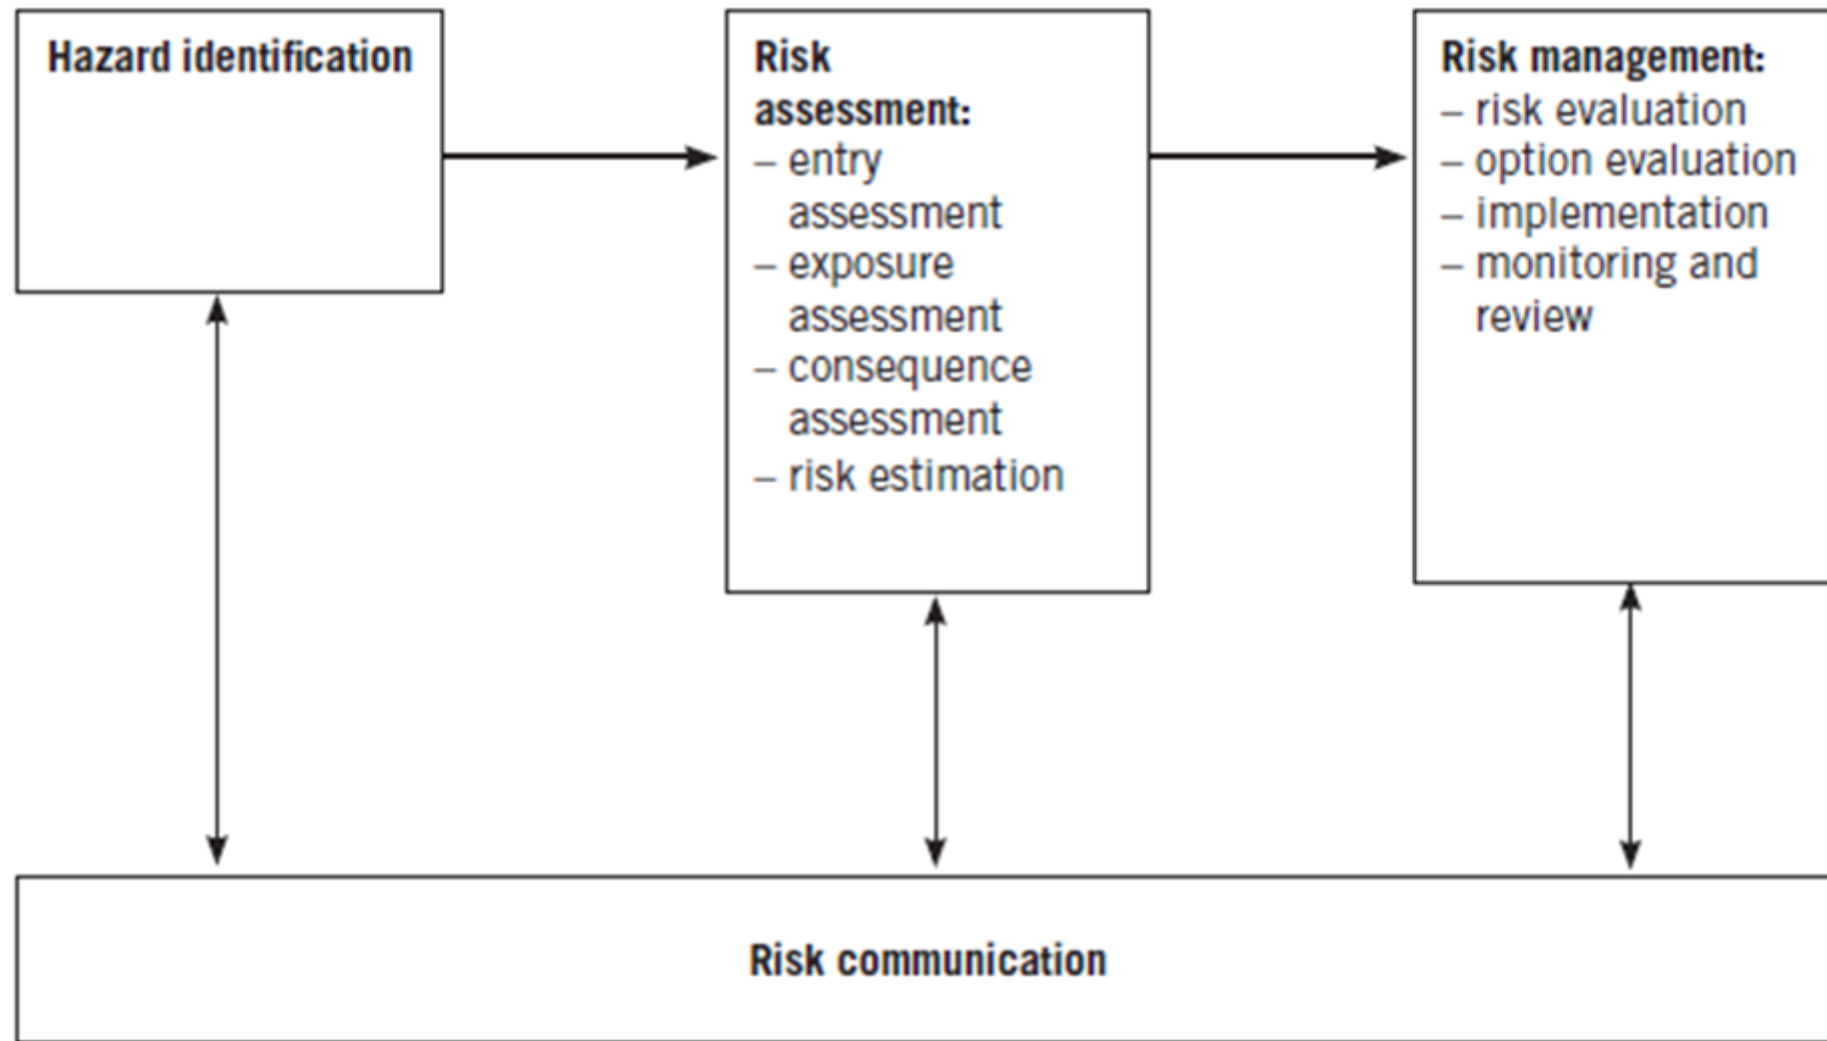 Hazard identification
Risk
assessment:
– entry
assessment
– exposure
assessment
– consequence
assessment
– risk estimation
Risk management:
– risk evaluation
– option evaluation
– implementation
– monitoring and
review
Risk communication